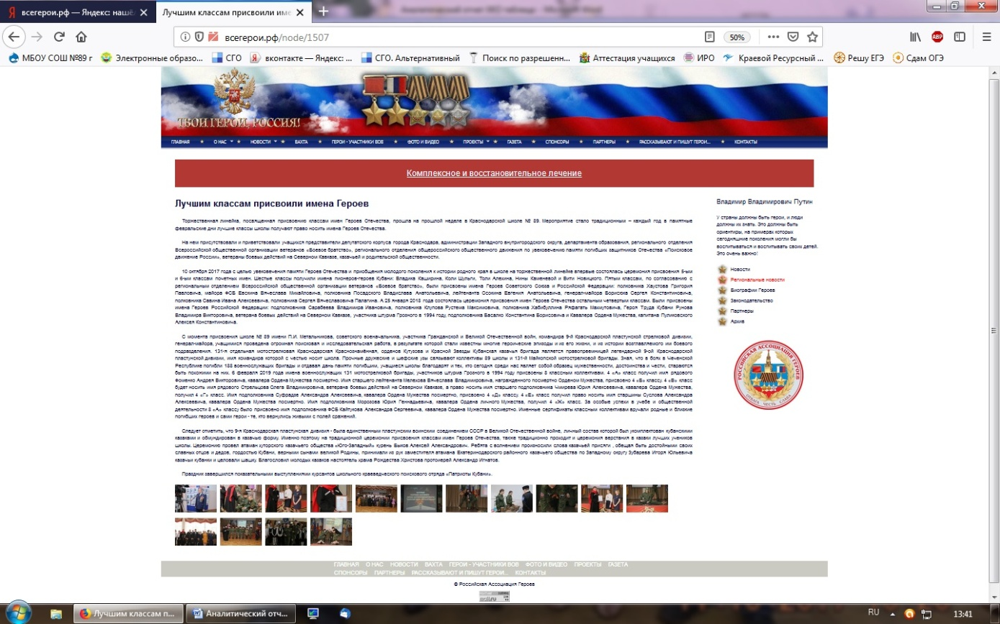 всегерои.рф — Яндекс: нашё
Лучшим классам присвоили име
Аналитический отчет НЕО таблица - Microsoft Word
всегерои.рф/node/1507
50%
МБОУ СОШ №89 г
Электронные образо...
СГО
вконтакте — Яндекс: ...
СГО. Альтернативный
Поиск по разрешенн...
Аттестация учащихся
ИРО
Краевой Ресурсный ...
Решу ЕГЭ
Сдам ОГЭ
ABP
ТВОИ ГЕРОИ, РОССИЯ!
ГЛАВНАЯ О НАС НОВОСТИ ВАХТА ГЕРОИ - УЧАСТНИКИ ВОВ ФОТО И ВИДЕО ПРОЕКТЫ ГАЗЕТА СПОНСОРЫ ПАРТНЕРЫ РАССКАЗЫВАЮТ И ПИШУТ ГЕРОИ... КОНТАКТЫ
Комплексное и восстановительное лечение
Лучшим классам присвоили имена Героев
Торжественная линейка, посвященная присвоению классам имен Героев Отечества, прошла на прошлой неделе в Краснодарской школе № 89. Мероприятие стало традиционным – каждый год в памятные
февральские дни лучшие классы школы получают право носить имена Героев Отечества.
На нем присутствовали и приветствовали учащихся представители депутатского корпуса города Краснодара, администрации Западного внутригородского округа, департамента образования, регионального отделения
Всероссийской общественной организации ветеранов «Боевое братство», регионального отделения общероссийского общественного движения по увековечению памяти погибших защитников Отечества «Поисковое
движение России», ветераны боевых действий на Северном Кавказе, казачьей и родительской общественности.
10 октября 2017 года с целью увековечения памяти Героев Отечества и приобщения молодого поколения к истории родного края в школе на торжественной линейке впервые состоялась церемония присвоения 5-ым
и 6-ым классам почетных имен. Шестые классы получили имена пионеров-героев Кубани: Владика Каширина, Коли Шульги, Толи Алехина, Нины Каменевой и Вити Новицкого. Пятым классам, по согласованию с
региональным отделением Всероссийской общественной организации ветеранов «Боевое братство», были присвоены имена Героев Советского Союза и Российской Федерации: полковника Хаустова Григория
Павловича, майора ФСБ Евскина Вячеслава Михайловича, полковника Посадского Владислава Анатольевича, лейтенанта Осокина Евгения Анатольевича, генерал-майора Борисюка Сергея Константиновича,
полковника Савина Ивана Алексеевича, полковника Сергея Вячеславовича Палагина. А 25 января 2018 года состоялась церемония присвоения имен Героев Отечества остальным четвертым классам. Были присвоены
имена Героев Российской Федерации: подполковника Сарабеева Владимира Ивановича, полковника Клупова Рустема Максимовича, полковника Хабибуллина Ряфагать Махмутовича, Героя Труда Кубани Рунова
Владимира Викторовича, ветерана боевых действий на Северном Кавказе, участника штурма Грозного в 1994 году, подполковника Васалио Константина Борисовича и Кавалера Ордена Мужества, капитана Пуликовского
Алексея Константиновича.
С момента присвоения школе № 89 имени П.И. Метальникова, советского военачальника, участника Гражданской и Великой Отечественной войн, командира 9-й Краснодарской пластунской стрелковой дивизии,
генерал-майора, учащимися проведена огромная поисковая и исследовательская работа, в результате которой стали известны многие героические эпизоды и из его жизни, и из истории возглавляемого им боевого
подразделения. 131-я отдельная мотострелковая Краснодарская Краснознамённая, орденов Кутузова и Красной Звезды Кубанская казачья бригада является правопреемницей легендарной 9-ой Краснодарской
пластунской дивизии, имя командира которой с честью носит школа. Прочные дружеские и шефские узы связывают коллективы 89 школы и 131-й Майкопской мотострелковой бригады. Зная, что в боях в Чеченской
Республике погибли 188 военнослужащих бригады и отдавая дань памяти погибшим, учащиеся школы благодарят и тех, кто сегодня среди нас являет собой образец мужественности, достоинства и чести, стараются
быть похожими на них. 6 февраля 2019 года имена военнослужащих 131 мотострелковой бригады, участников штурма Грозного в 1994 году присвоены 8 классным коллективам. 4 «А» класс получил имя рядового
Фоменко Андрея Викторовича, кавалера Ордена Мужества посмертно. Имя старшего лейтенанта Мелехова Вячеслава Владимировича, награжденного посмертно Орденом Мужества, присвоено 4 «Б» классу. 4 «В» класс
будет носить имя рядового Стрельцова Олега Владимировича, ветерана боевых действий на Северном Кавказе, а право носить имя старшего подполковника Чмирева Юрия Алексеевича, кавалера Ордена Мужества,
получил 4 «Г» класс. Имя подполковника Суфрадзе Александра Алексеевича, кавалера Ордена Мужества посмертно, присвоено 4 «Д» классу. 4 «Е» класс получил право носить имя старшины Суслова Александра
Алексеевича, кавалера Ордена Мужества посмертно. Имя подполковника Морозова Юрия Геннадьевича, кавалера Ордена личного Мужества, получил 4 «Ж» класс. За особые успехи в учебе и общественной
деятельности 8 «А» классу было присвоено имя подполковника ФСБ Кайтукова Александра Сергеевича, кавалера Ордена Мужества посмертно. Именные сертификаты классным коллективам вручали родные и близкие
погибших героев и сами герои - те, кто вернулись живыми с полей сражений.
Следует отметить, что 9-я Краснодарская пластунская дивизия - была единственным пластунским воинским соединением СССР в Великой Отечественной войне, личный состав которой был укомплектован кубанскими
казаками и обмундирован в казачью форму. Именно поэтому на традиционной церемонии присвоения классам имен Героев Отечества, также традиционно проходит и церемония верстания в казаки лучших учеников
школы. Церемонию провел атаман хуторского казачьего общества «Юго-Западный» курень Быков Алексей Александрович. Ребята с волнением произносили слова казачьей присяги , обещая быть достойными своих
славных отцов и дедов, гордостью Кубани, верными сынами великой Родины, принимали из рук заместителя атамана Екатеринодарского районного казачьего общества по Западному округу Зубарева Игоря Юрьевича
казачьи кубанки и целовали шашку. Благословил молодых казаков настоятель храма Рождества Христова протоиерей Александр Игнатов.
Праздник завершился показательными выступлениями курсантов школьного краеведческого поискового отряда «Патриоты Кубани».
Владимир Владимирович Путин
У страны должны быть герои, и люди
должны их знать. Это должны быть
ориентиры, на примерах которых
сегодняшние поколения могли бы
воспитываться и воспитывать своих детей.
Это очень важно!
Новости
Региональные новости
Биографии Героев
Законодательство
Партнеры
Архив
РОССИЙСКАЯ АССОЦИАЦИЯ ГЕРОЕВ
ГЛАВНАЯ О НАС НОВОСТИ ВАХТА ГЕРОИ - УЧАСТНИКИ ВОВ ФОТО И ВИДЕО ПРОЕКТЫ ГАЗЕТА
СПОНСОРЫ ПАРТНЕРЫ РАССКАЗЫВАЮТ И ПИШУТ ГЕРОИ... КОНТАКТЫ
© Российская Ассоциация Героев
Лучшим классам п...
Аналитический отч...
RU
13:41